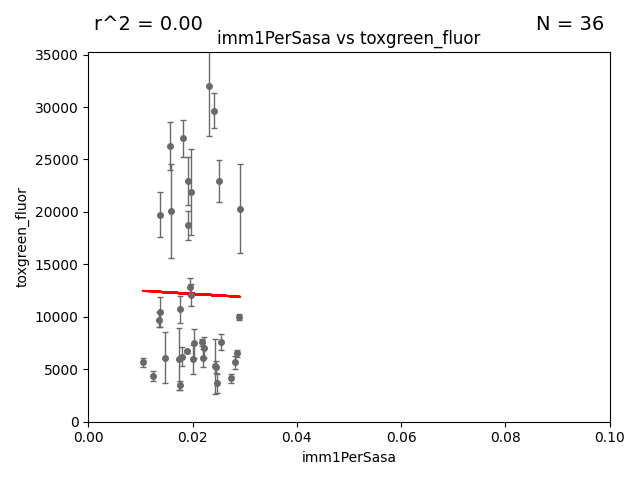 r^2 = 0.00
N = 36
imm1PerSasa vs toxgreen_fluor
35000
30000
25000
20000
15000
10000
5000
0
toxgreen_fluor
0.00
0.02
0.04
0.06
0.08
0.10
imm1PerSasa